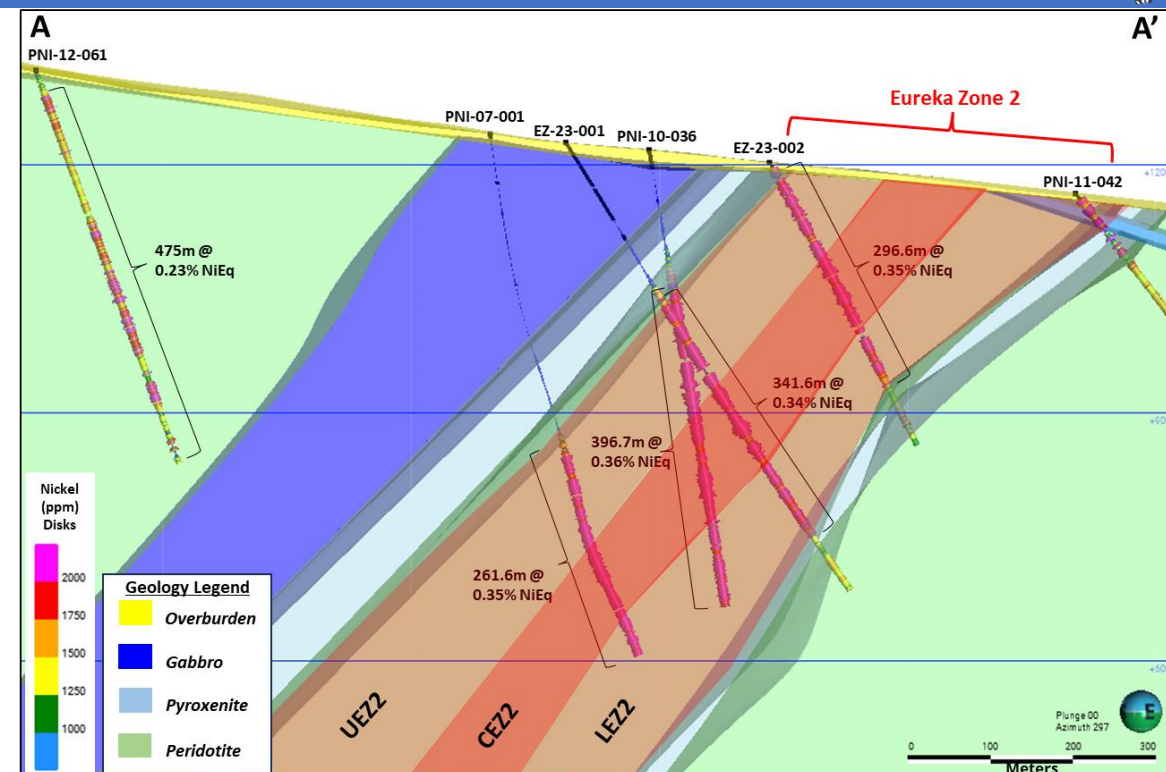 A
A’
PNI-12-061
PNI-07-001
EZ-23-001
PNI-10-036
EZ-23-002
Eureka Zone 2
PNI-11-042
+120
475m @
0.23% NiEq
296.6m @
0.35% NiEq
341.6m @
0.34% NiEq
+90
396.7m @
0.36% NiEq
261.6m @
0.35% NiEq
+50
UEZ2
CEZ2
LEZ2
Nickel
(ppm)
Disks
2000
1750
1500
1250
1000
Geology Legend
Overburden
Gabbro
Pyroxenite
Peridotite
Plunge 00
Azimuth 297
E
0 100 200 300
Meters